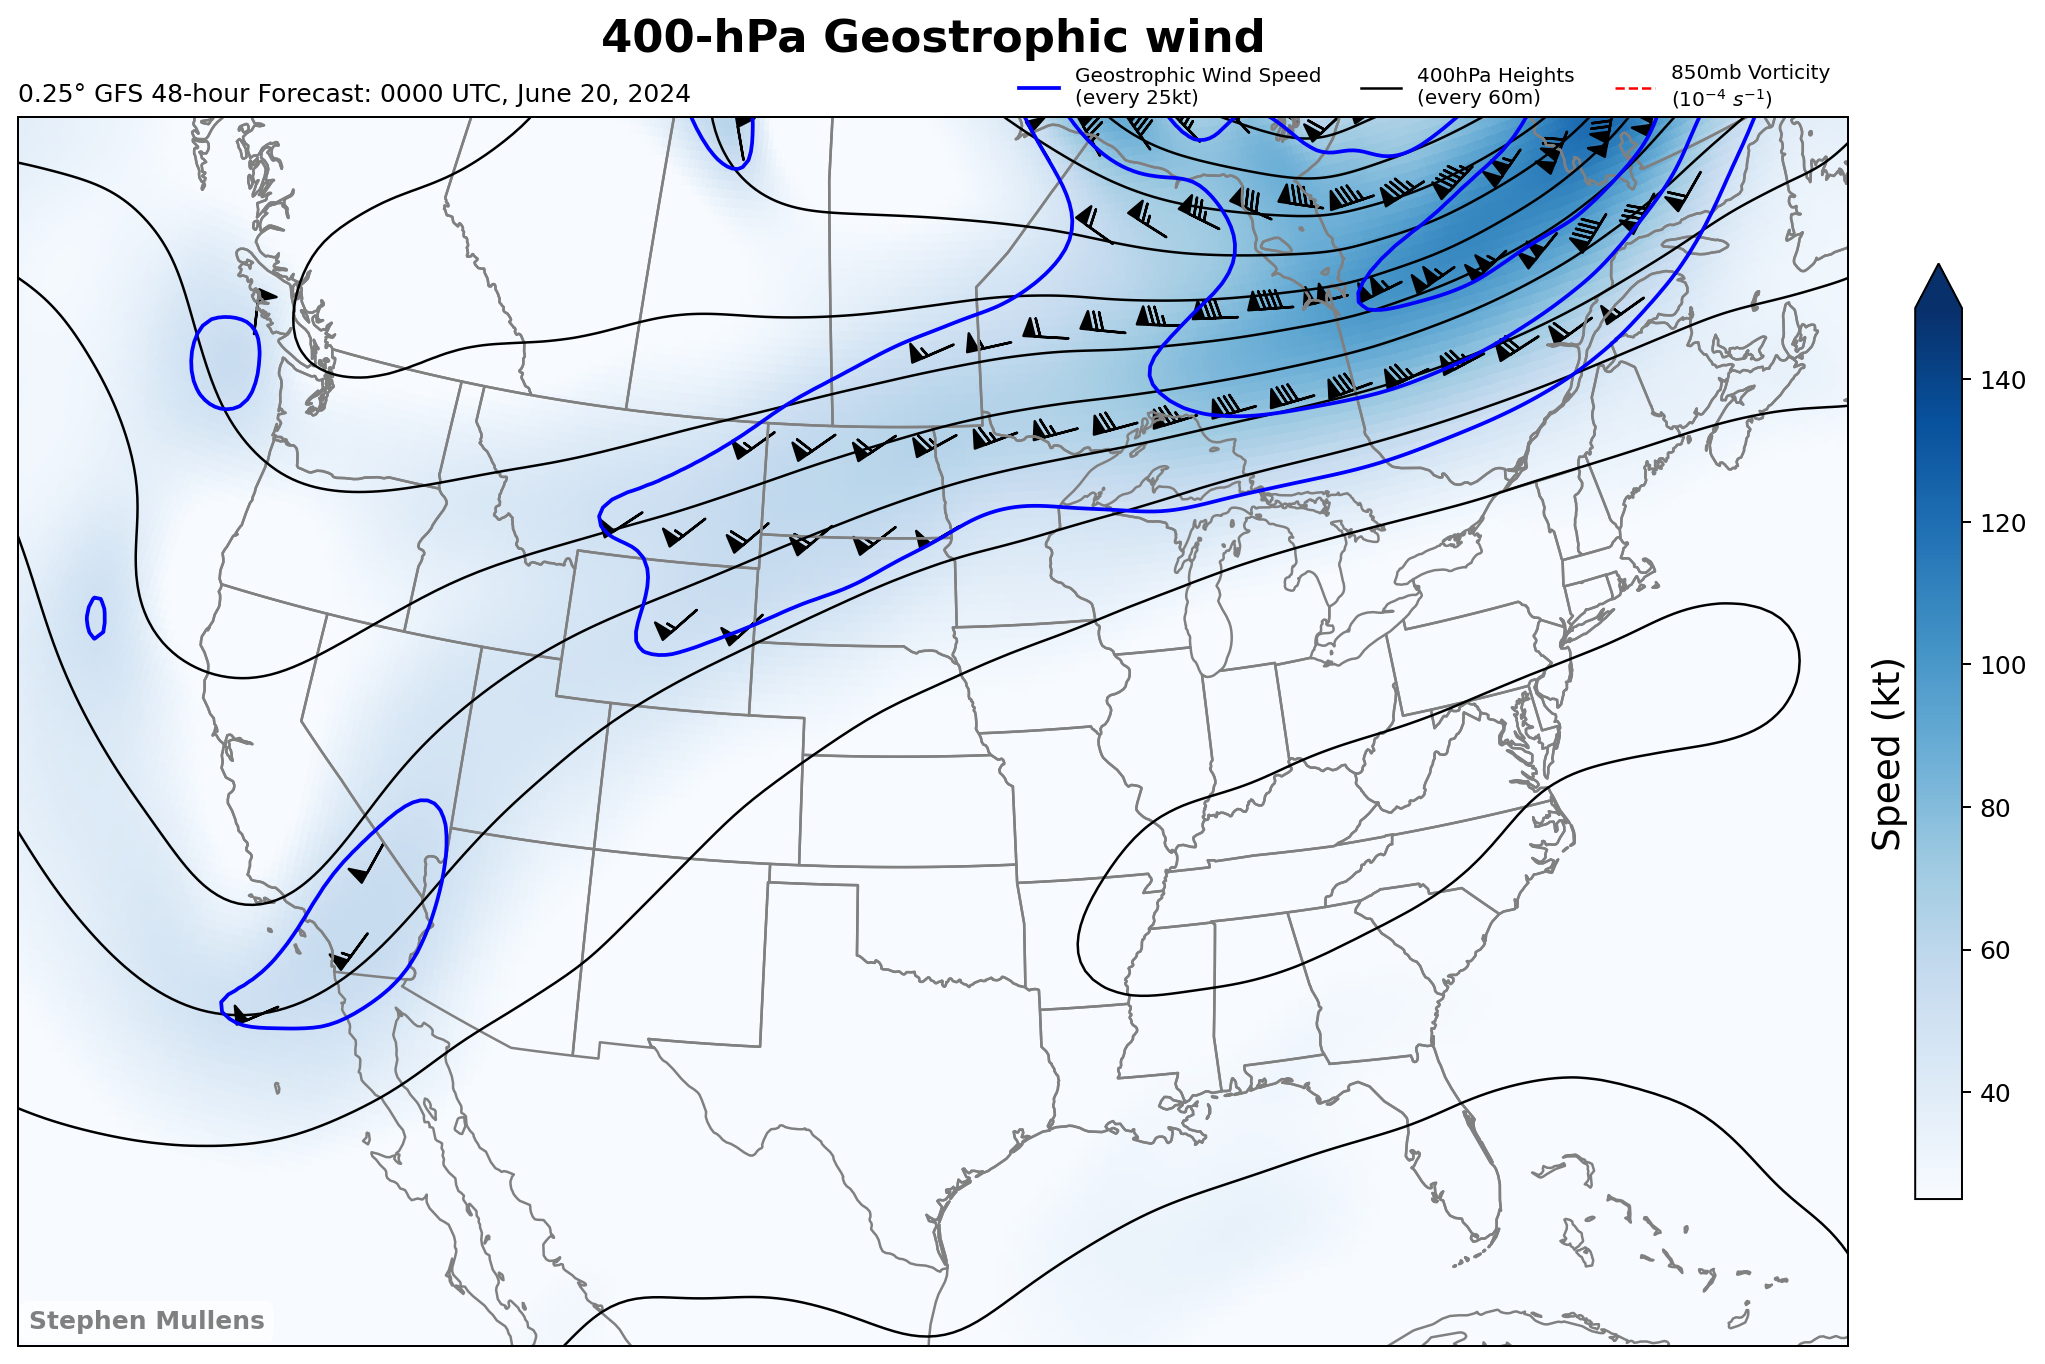 400-hPa Geostrophic wind
0.25° GFS 48-hour Forecast: 0000 UTC, June 20, 2024
Geostrophic Wind Speed
(every 25kt)
400hPa Heights
(every 60m)
850mb Vorticity
(10⁻⁴ s⁻¹)
140
120
100
80
60
40
Speed (kt)
Stephen Mullens